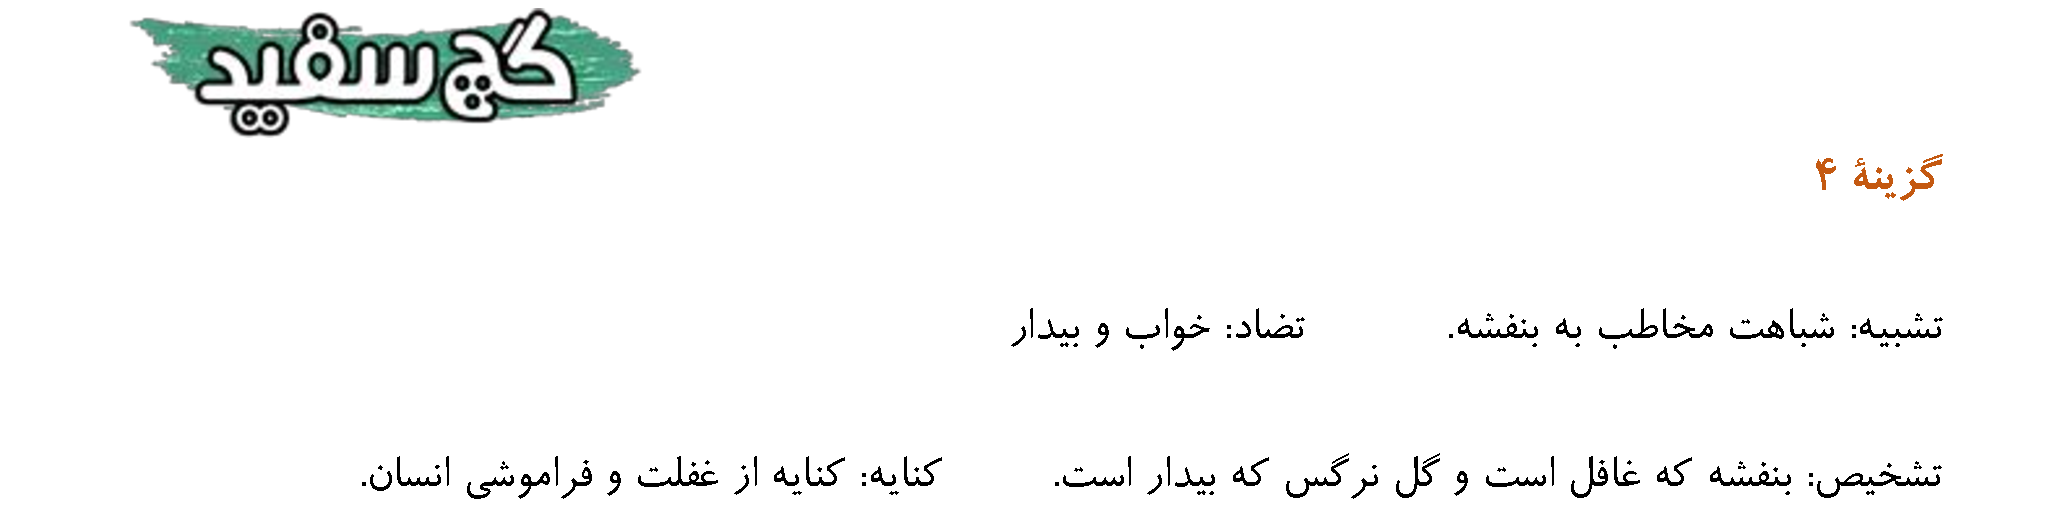 گچ سفید
گزینهٔ ۴
تشبیه: شباهت مخاطب به بنفشه. تضاد: خواب و بیدار
تشخیص: بنفشه که غافل است و گل نرگس که بیدار است. کنایه: کنایه از غفلت و فراموشی انسان.